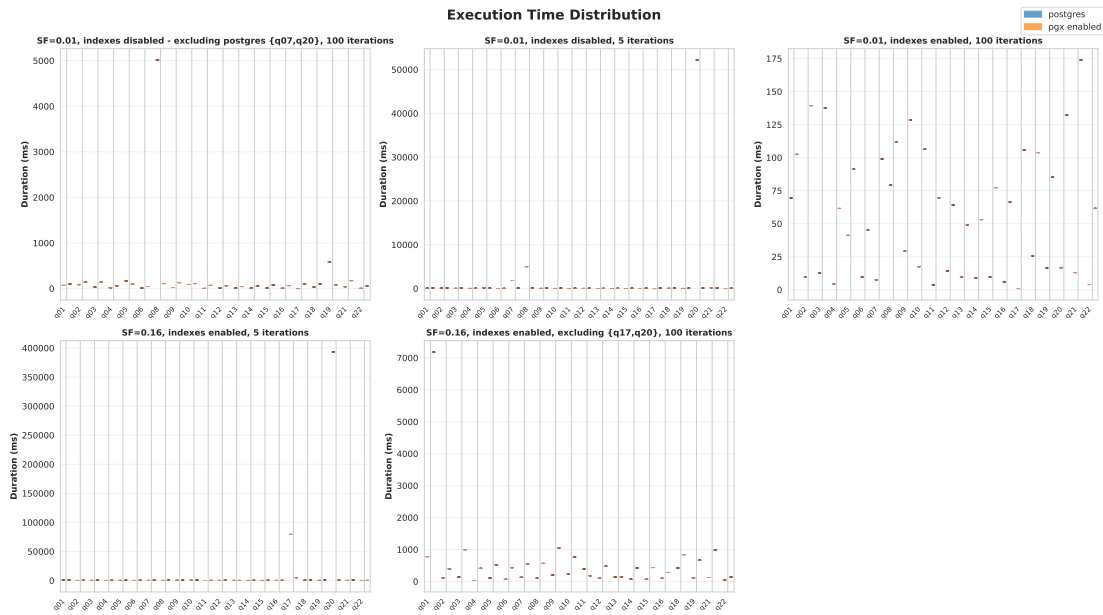 Execution Time Distribution
postgres
pgx enabled
SF=0.01, indexes disabled - excluding postgres {q07,q20}, 100 iterations
Duration (ms)
5000
4000
3000
2000
1000
0
q01 q02 q03 q04 q05 q06 q08 q09 q10 q11 q12 q13 q14 q15 q16 q17 q18 q19 q21 q22
SF=0.01, indexes disabled, 5 iterations
Duration (ms)
50000
40000
30000
20000
10000
0
q01 q02 q03 q04 q05 q06 q07 q08 q09 q10 q11 q12 q13 q14 q15 q16 q17 q18 q19 q20 q21 q22
SF=0.01, indexes enabled, 100 iterations
Duration (ms)
175
150
125
100
75
50
25
0
q01 q02 q03 q04 q05 q06 q07 q08 q09 q10 q11 q12 q13 q14 q15 q16 q17 q18 q19 q20 q21 q22
SF=0.16, indexes enabled, 5 iterations
Duration (ms)
400000
350000
300000
250000
200000
150000
100000
50000
0
q01 q02 q03 q04 q05 q06 q07 q08 q09 q10 q11 q12 q13 q14 q15 q16 q17 q18 q19 q20 q21 q22
SF=0.16, indexes enabled, excluding {q17,q20}, 100 iterations
Duration (ms)
7000
6000
5000
4000
3000
2000
1000
0
q01 q02 q03 q04 q05 q06 q07 q08 q09 q10 q11 q12 q13 q14 q15 q16 q18 q19 q21 q22